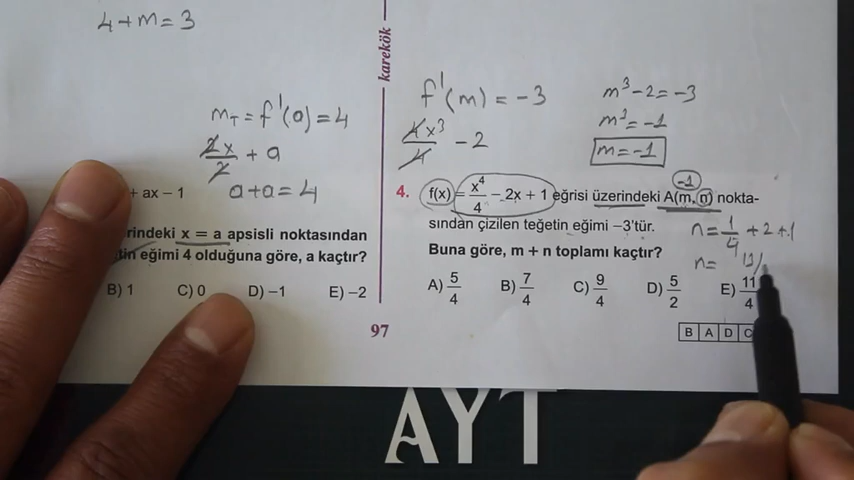 4+m=3
m_T = f'(a) = 4
2x/2 + a
a+a=4
+ ax − 1
rindeki x = a apsisli noktasından
tin eğimi 4 olduğuna göre, a kaçtır?
B) 1 C) 0 D) −1 E) −2
97
karekök
f'(m) = −3
4x³/4 − 2
m³−2=−3
m³=−1
m=−1
−1
4. f(x) = x⁴/4 − 2x + 1 eğrisi üzerindeki A(m, n) nokta-
sından çizilen teğetin eğimi −3'tür.
Buna göre, m + n toplamı kaçtır?
n=1/4+2+1
n=
A) 5/4 B) 7/4 C) 9/4 D) 5/2 E) 11/4
B A D C
AYT